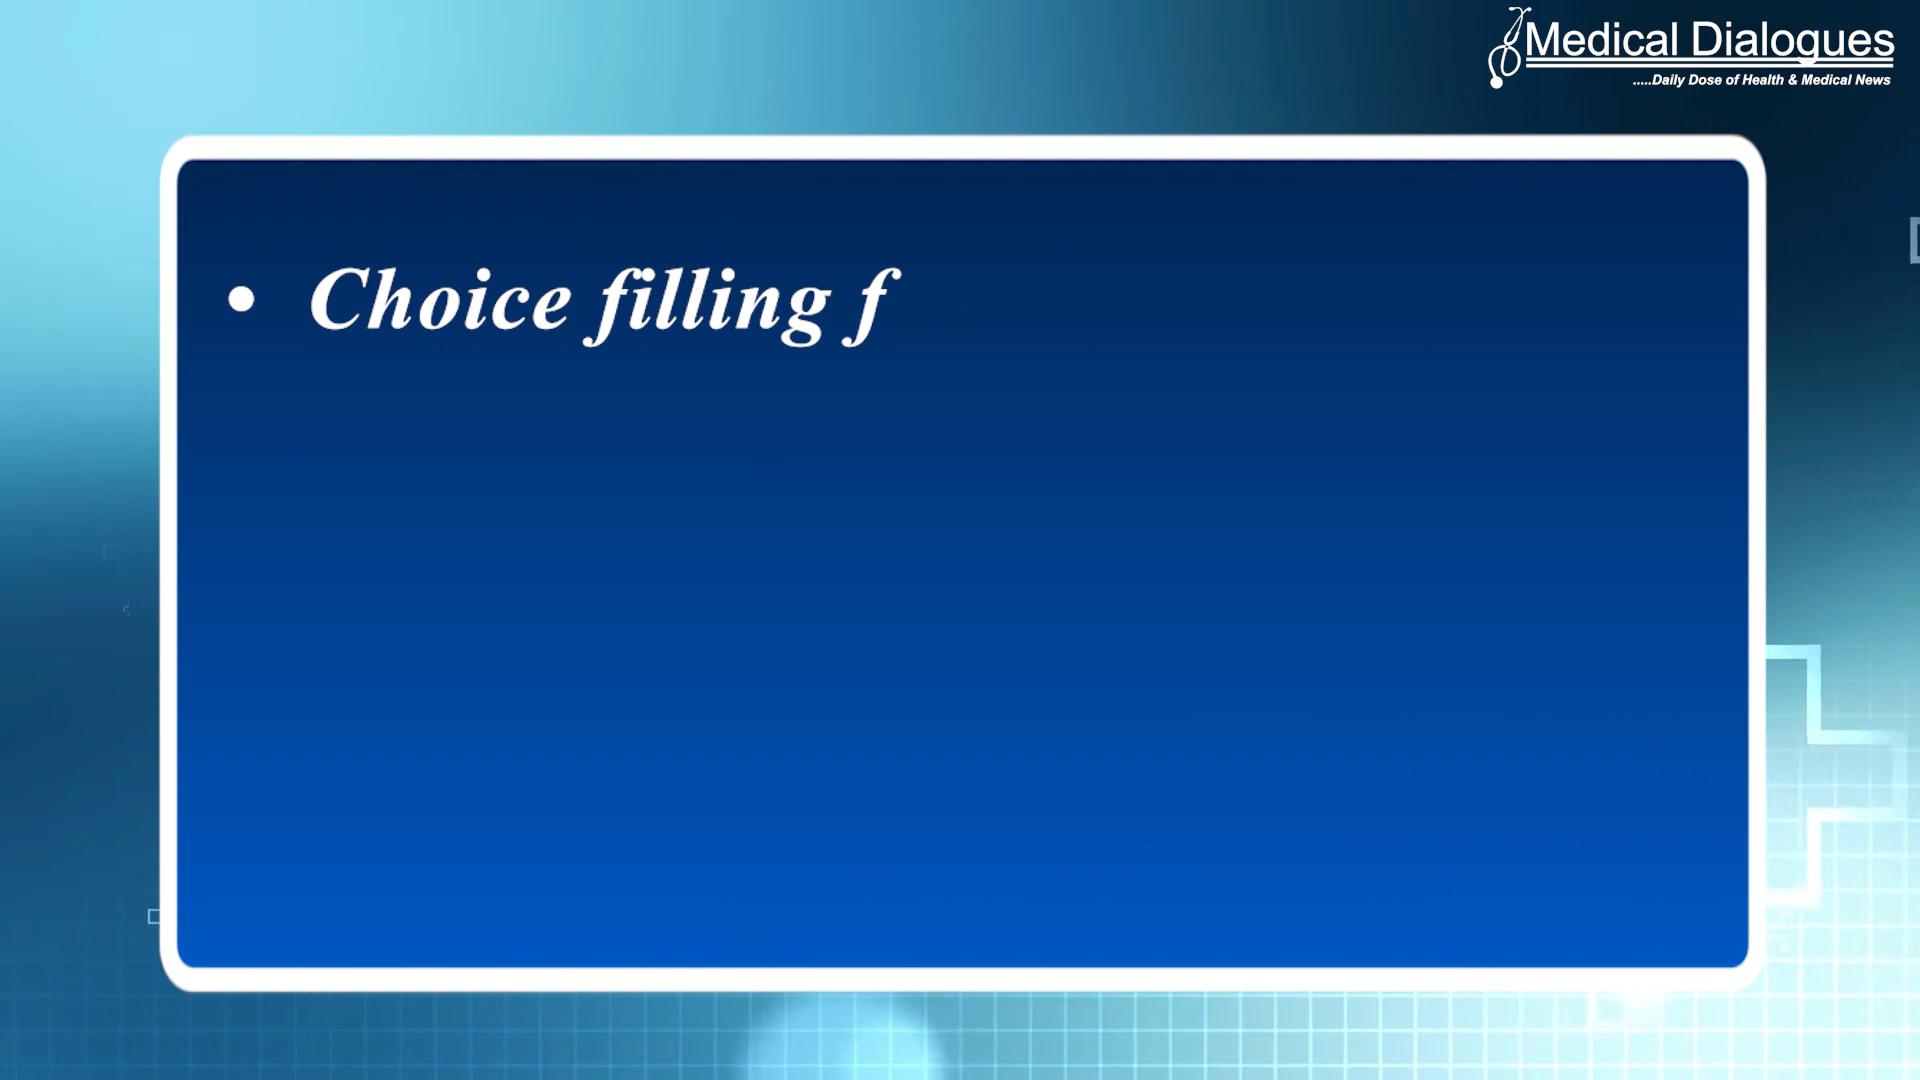 Medical Dialogues
.....Daily Dose of Health & Medical News
• Choice filling f